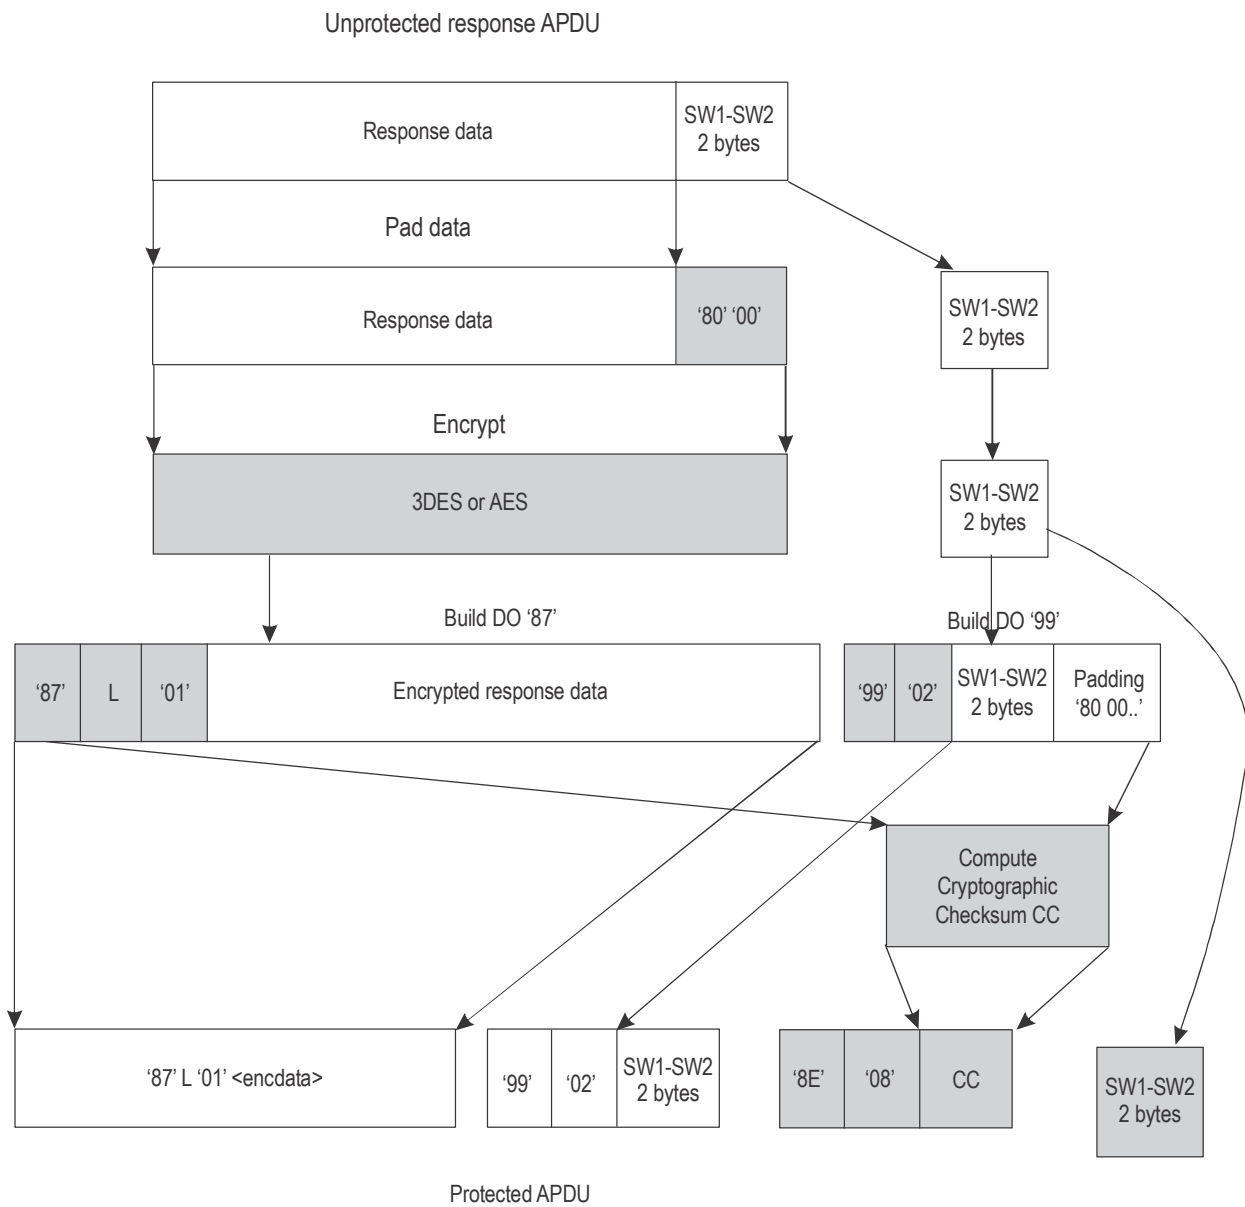 Unprotected response APDU
Response data
SW1-SW2
2 bytes
Pad data
Response data
‘80’ ‘00’
SW1-SW2
2 bytes
Encrypt
3DES or AES
SW1-SW2
2 bytes
Build DO ‘87’
Build DO ‘99’
‘87’
L
‘01’
Encrypted response data
‘99’
‘02’
SW1-SW2
2 bytes
Padding
‘80 00..’
Compute
Cryptographic
Checksum CC
‘87’ L ‘01’ <encdata>
‘99’
‘02’
SW1-SW2
2 bytes
‘8E’
‘08’
CC
SW1-SW2
2 bytes
Protected APDU